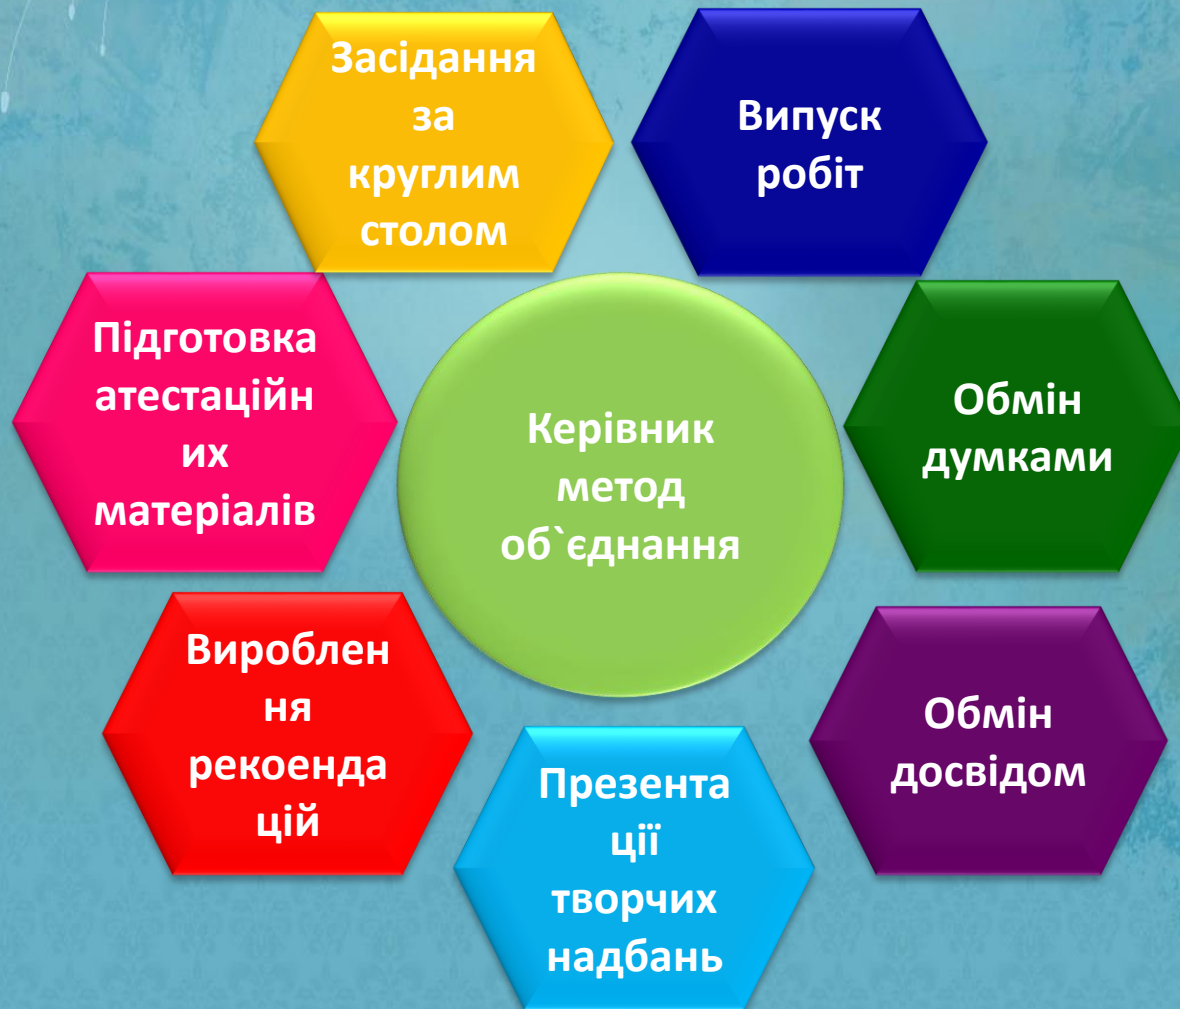 Засідання
за
круглим
столом
Випуск
робіт
Підготовка
атестаційн
их
матеріалів
Керівник
метод
об`єднання
Обмін
думками
Вироблен
ня
рекоенда
цій
Обмін
досвідом
Презента
ції
творчих
надбань